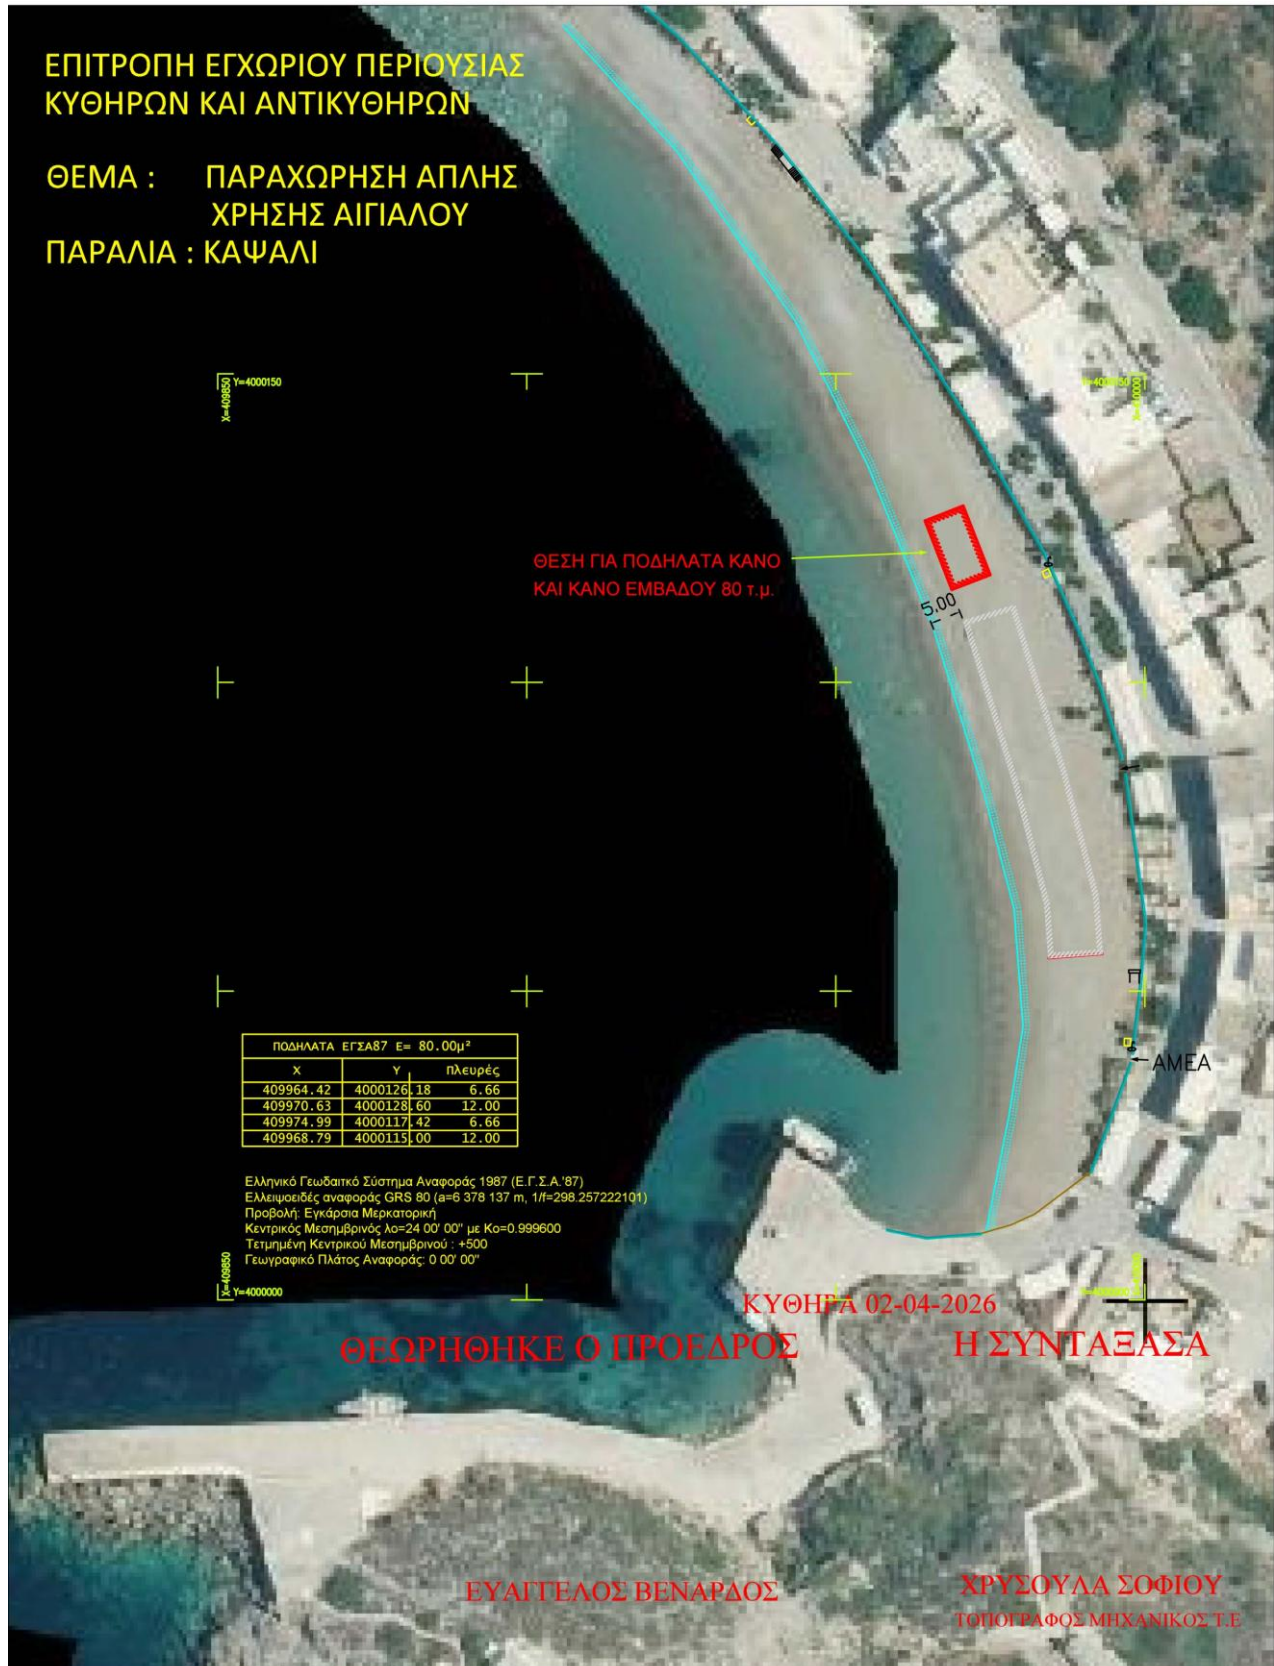 ΕΠΙΤΡΟΠΗ ΕΓΧΩΡΙΟΥ ΠΕΡΙΟΥΣΙΑΣ
ΚΥΘΗΡΩΝ ΚΑΙ ΑΝΤΙΚΥΘΗΡΩΝ
ΘΕΜΑ : ΠΑΡΑΧΩΡΗΣΗ ΑΠΛΗΣ
ΧΡΗΣΗΣ ΑΙΓΙΑΛΟΥ
ΠΑΡΑΛΙΑ : ΚΑΨΑΛΙ
Y=4000150
X=409850
ΘΕΣΗ ΓΙΑ ΠΟΔΗΛΑΤΑ ΚΑΝΟ
ΚΑΙ ΚΑΝΟ ΕΜΒΑΔΟΥ 80 τ.μ.
5.00
ΠΟΔΗΛΑΤΑ ΕΓΣΑ87 Ε= 80.00μ²
X Y πλευρές
409964.42 4000126.18 6.66
409970.63 4000128.60 12.00
409974.99 4000117.42 6.66
409968.79 4000115.00 12.00
ΑΜΕΑ
Ελληνικό Γεωδαιτκό Σύστημα Αναφοράς 1987 (Ε.Γ.Σ.Α.'87)
Ελλειψοειδές αναφοράς GRS 80 (a=6 378 137 m, 1/f=298.257222101)
Προβολή: Εγκάρσια Μερκατορική
Κεντρικός Μεσημβρινός λο=24 00' 00'' με Κο=0.999600
Τετμημένη Κεντρικού Μεσημβρινού : +500
Γεωγραφικό Πλάτος Αναφοράς: 0 00' 00''
X=409850
Y=4000000
ΚΥΘΗΡΑ 02-04-2026
ΘΕΩΡΗΘΗΚΕ Ο ΠΡΟΕΔΡΟΣ Η ΣΥΝΤΑΞΑΣΑ
ΕΥΑΓΓΕΛΟΣ ΒΕΝΑΡΔΟΣ
ΧΡΥΣΟΥΛΑ ΣΟΦΙΟΥ
ΤΟΠΟΓΡΑΦΟΣ ΜΗΧΑΝΙΚΟΣ Τ.Ε